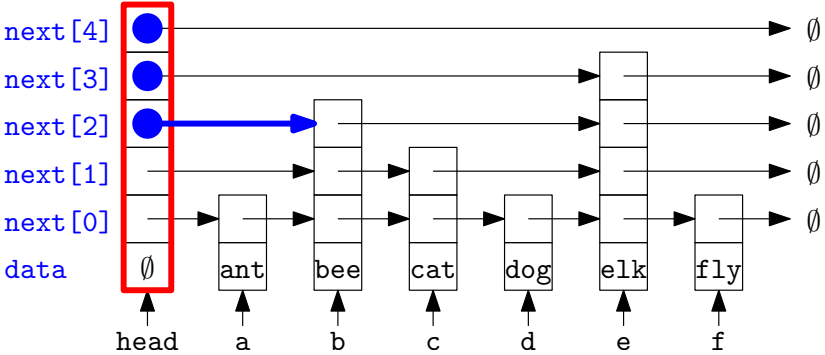 next[4] ∅
next[3] ∅
next[2] ∅
next[1] ∅
next[0] ∅
data ∅ ant bee cat dog elk fly
head a b c d e f